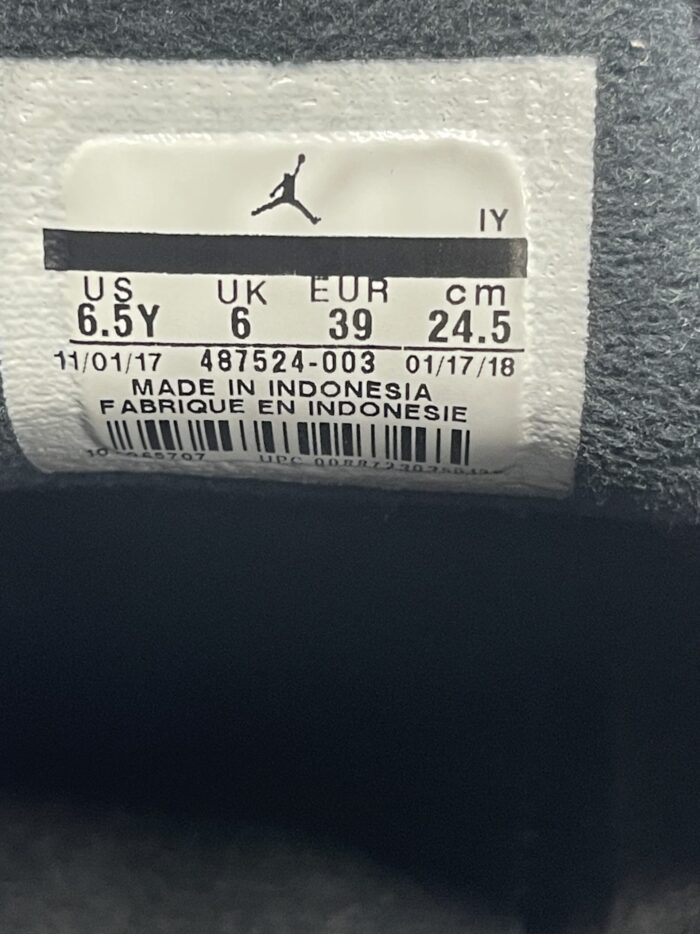 IY
US UK EUR cm
6.5Y 6 39 24.5
11/01/17 487524-003 01/17/18
MADE IN INDONESIA
FABRIQUE EN INDONESIE
UPC